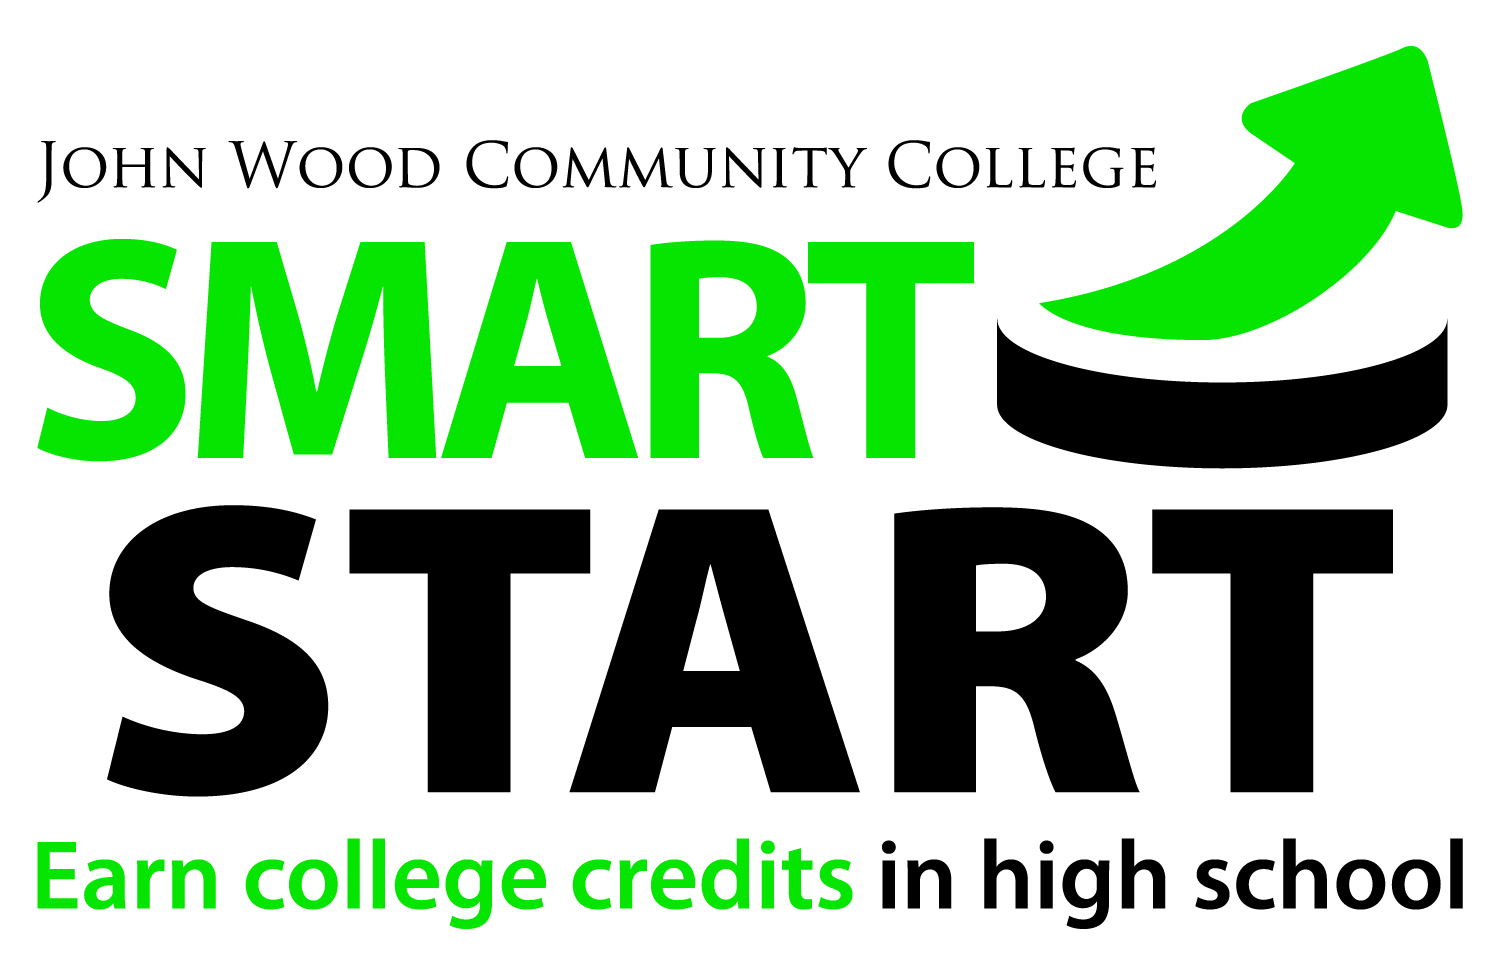 John Wood Community College
SMART
START
Earn college credits in high school